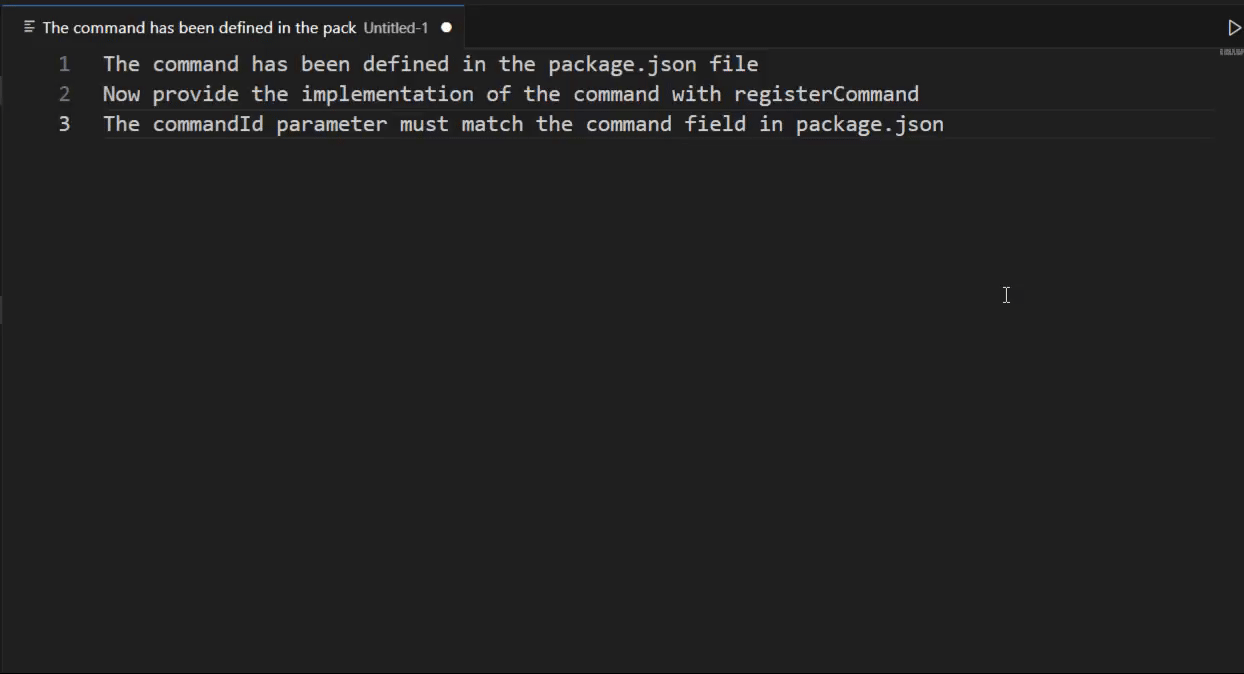 The command has been defined in the pack Untitled-1
1 The command has been defined in the package.json file
2 Now provide the implementation of the command with registerCommand
3 The commandId parameter must match the command field in package.json